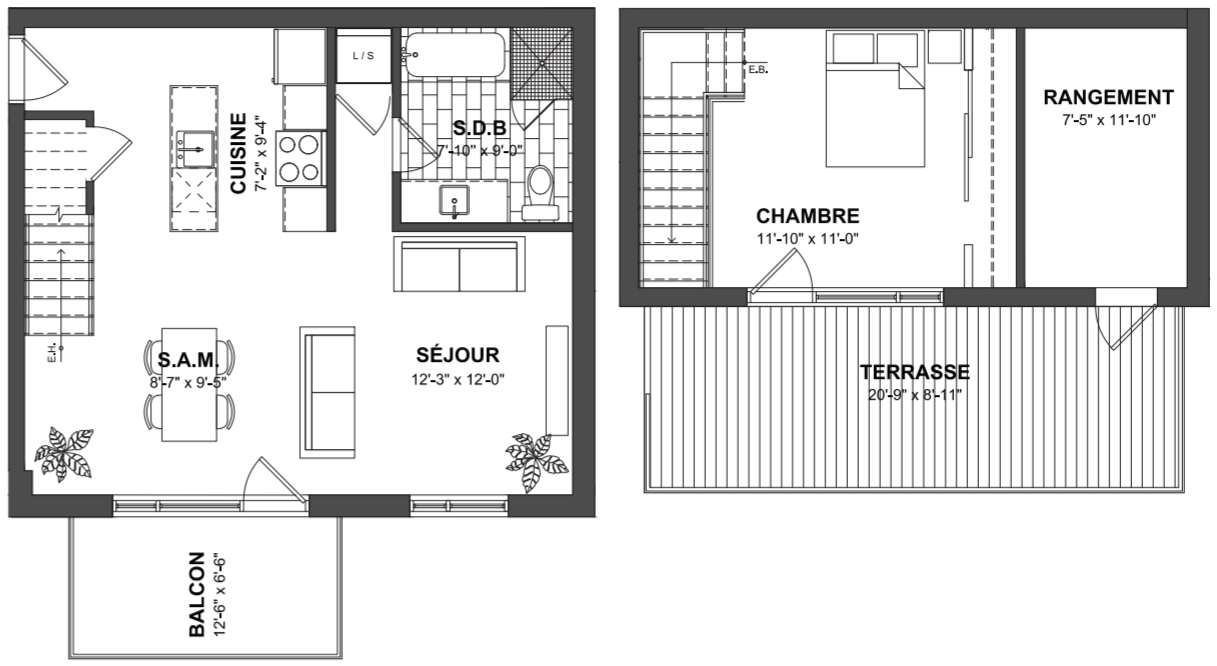 L / S
S.D.B
7'-10" x 9'-0"
CUISINE
7'-2" x 9'-4"
E.H.
S.A.M.
8'-7" x 9'-5"
SÉJOUR
12'-3" x 12'-0"
BALCON
12'-6" x 6'-6"
E.B.
CHAMBRE
11'-10" x 11'-0"
RANGEMENT
7'-5" x 11'-10"
TERRASSE
20'-9" x 8'-11"